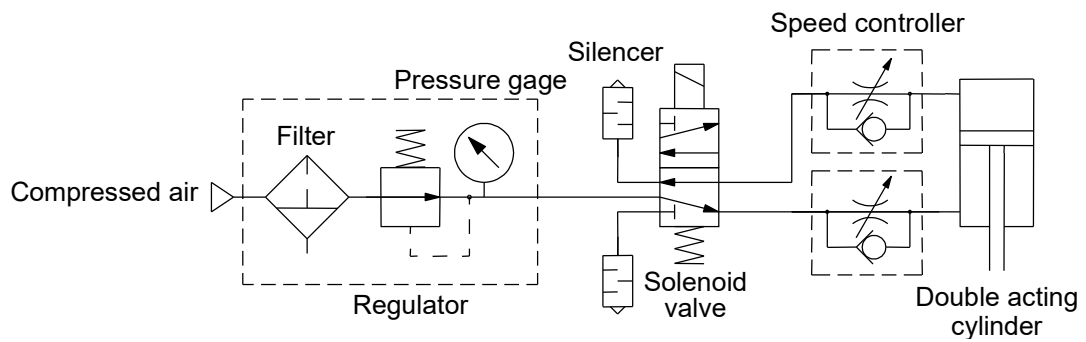 Speed controller
Silencer
Pressure gage
Filter
Compressed air
Regulator
Solenoid
valve
Double acting
cylinder